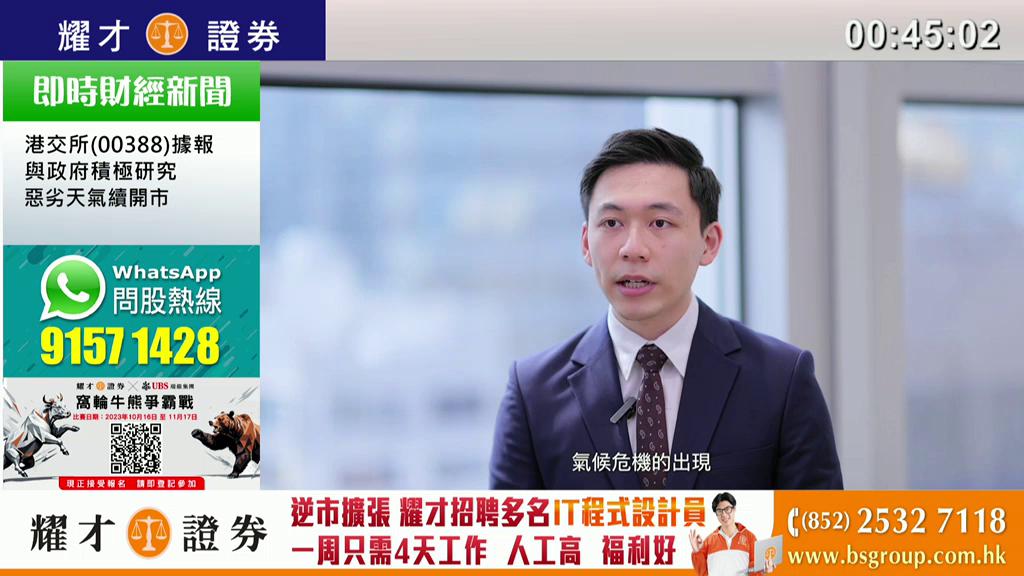 耀才證券
00:45:02
即時財經新聞
港交所(00388)據報
與政府積極研究
惡劣天氣續開市
WhatsApp
問股熱線
9157 1428
耀才證券 × UBS 瑞銀集團
窩輪牛熊爭霸戰
比賽日期：2023年10月16日 至 11月17日
現正接受報名 請即登記參加
氣候危機的出現
耀才證券
逆市擴張 耀才招聘多名IT程式設計員
一周只需4天工作 人工高 福利好
(852) 2532 7118
www.bsgroup.com.hk